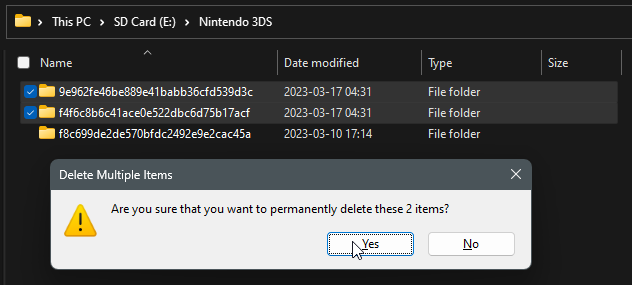 This PC > SD Card (E:) > Nintendo 3DS
Name Date modified Type Size
9e962fe46be889e41babb36cfd539d3c 2023-03-17 04:31 File folder
f4f6c8b6c41ace0e522dbc6d75b17acf 2023-03-17 04:31 File folder
f8c699de2de570bfdc2492e9e2cac45a 2023-03-10 17:14 File folder
Delete Multiple Items
Are you sure that you want to permanently delete these 2 items?
Yes No